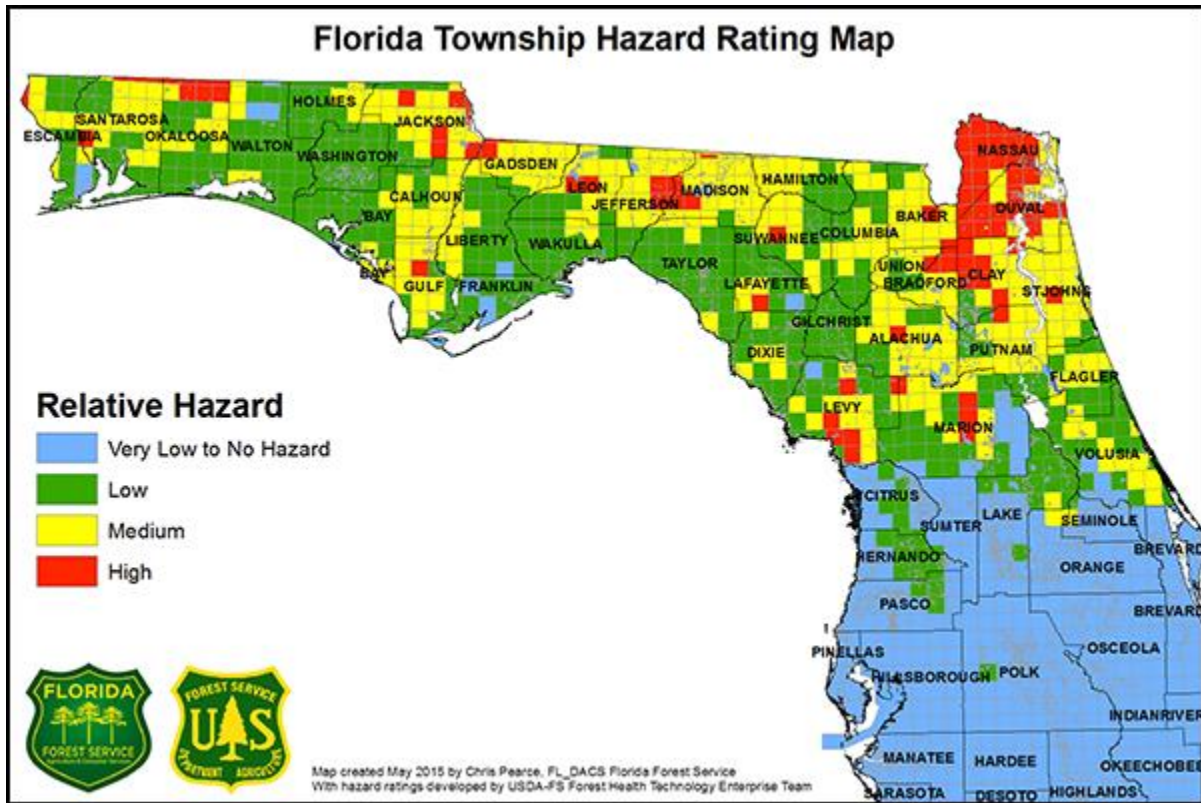 Florida Township Hazard Rating Map
HOLMES
JACKSON
SANTAROSA
ESCAMBIA
OKALOOSA
WALTON
WASHINGTON
GADSDEN
NASSAU
LEON
MADISON
HAMILTON
CALHOUN
JEFFERSON
DUVAL
BAY
BAKER
LIBERTY
WAKULLA
SUWANNEE
COLUMBIA
TAYLOR
UNION
CLAY
BAY
GULF
FRANKLIN
LAFAYETTE
BRADFORD
STJOHNS
GILCHRIST
ALACHUA
DIXIE
PUTNAM
FLAGLER
Relative Hazard
LEVY
MARION
Very Low to No Hazard
VOLUSIA
Low
CITRUS
LAKE
SUMTER
SEMINOLE
Medium
BREVARD
HERNANDO
ORANGE
High
PASCO
BREVARD
OSCEOLA
PINELLAS
HILLSBOROUGH
POLK
INDIANRIVER
MANATEE
HARDEE
OKEECHOBEE
SARASOTA
DESOTO
HIGHLANDS
FLORIDA
FOREST SERVICE
FOREST SERVICE
U S
DEPARTMENT AGRICULTURE
Map created May 2015 by Chris Pearce, FL_DACS Florida Forest Service
With hazard ratings developed by USDA-FS Forest Health Technology Enterprise Team